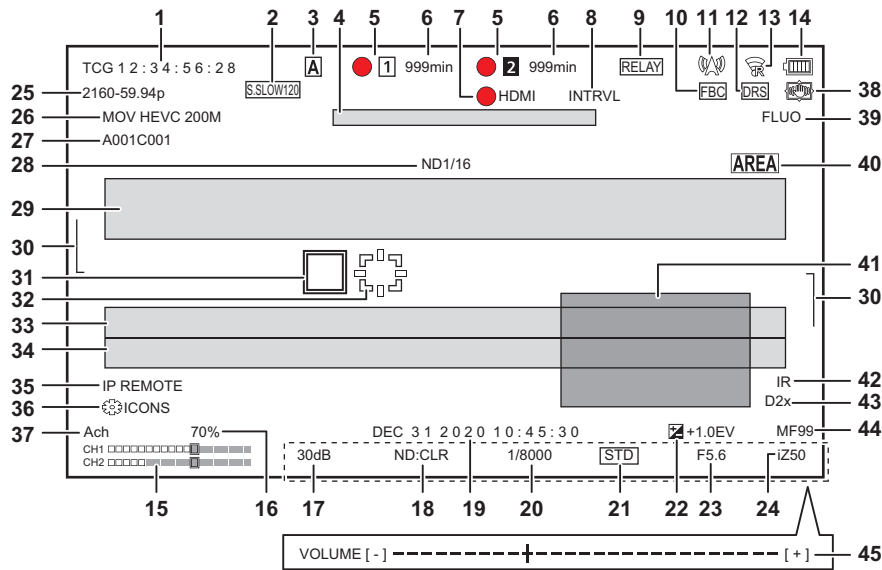 1 2 3 4 5 6 7 5 6 8 9 10 11 12 13 14
TCG 12:34:56:28
S.SLOW120
A
1 999min
2 999min
RELAY
R
HDMI
INTRVL
FBC
DRS
25
2160-59.94p
38
26
MOV HEVC 200M
FLUO
39
27
A001C001
28
ND1/16
AREA
40
29
30
31
32
41
30
33
34
35
IP REMOTE
IR
42
36
ICONS
D2x
43
37
Ach
70%
DEC 31 2020 10:45:30
+1.0EV
MF99
44
CH1
CH2
30dB
ND:CLR
1/8000
STD
F5.6
iZ50
15 16 17 18 19 20 21 22 23 24
VOLUME [ - ]
[ + ]
45